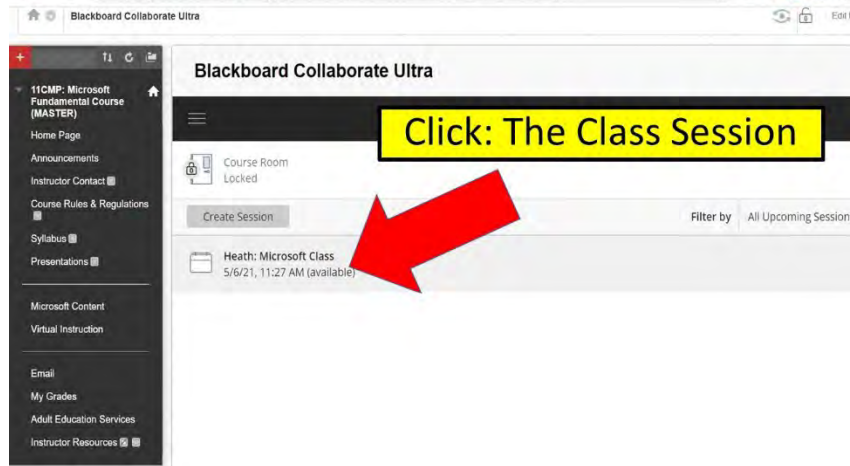 Blackboard Collaborate Ultra
Edit
11CMP: Microsoft
Fundamental Course
(MASTER)
Home Page
Announcements
Instructor Contact
Course Rules & Regulations
Syllabus
Presentations
Microsoft Content
Virtual Instruction
Email
My Grades
Adult Education Services
Instructor Resources
Blackboard Collaborate Ultra
Click: The Class Session
Course Room
Locked
Create Session
Filter by All Upcoming Session
Heath: Microsoft Class
5/6/21, 11:27 AM (available)